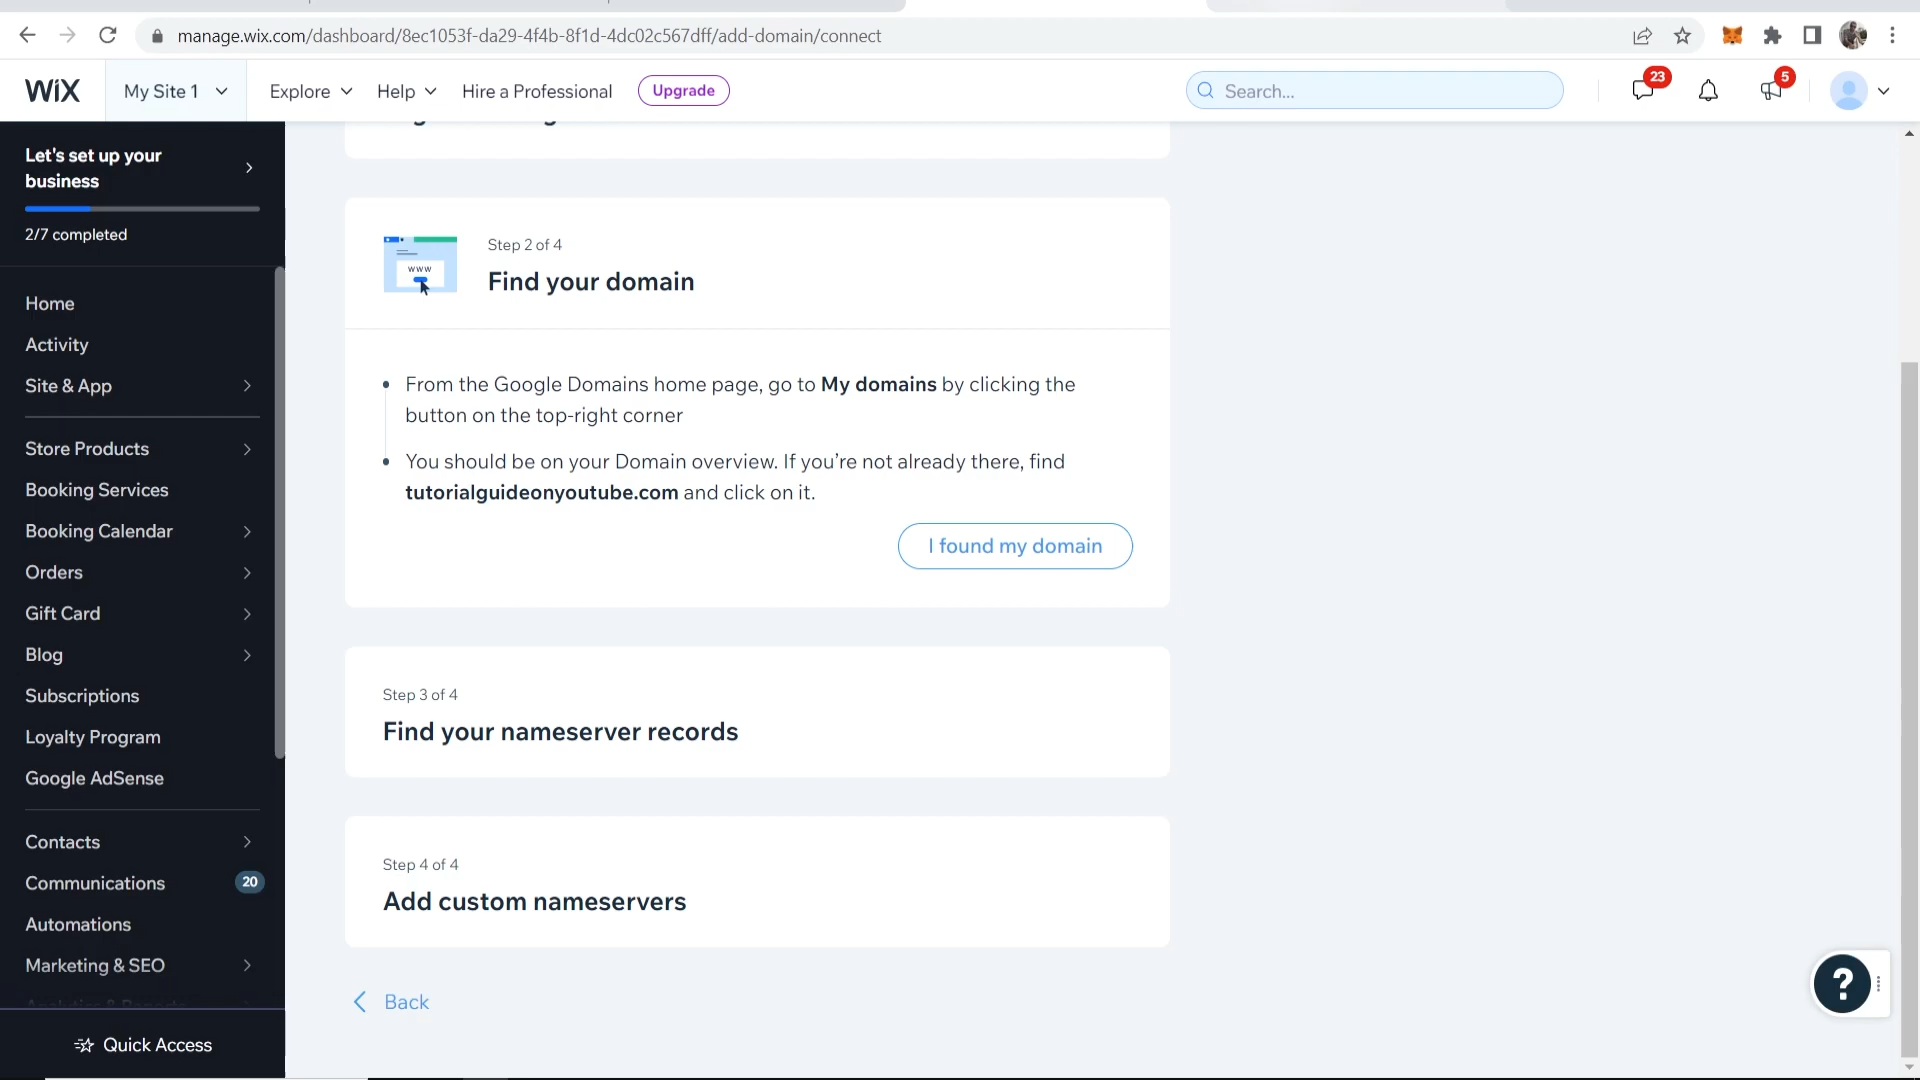 manage.wix.com/dashboard/8ec1053f-da29-4f4b-8f1d-4dc02c567dff/add-domain/connect
WiX
My Site 1
Explore
Help
Hire a Professional
Upgrade
Search...
23
5
Let's set up your
business
2/7 completed
Home
Activity
Site & App
Store Products
Booking Services
Booking Calendar
Orders
Gift Card
Blog
Subscriptions
Loyalty Program
Google AdSense
Contacts
Communications
20
Automations
Marketing & SEO
Quick Access
www
Step 2 of 4
Find your domain
From the Google Domains home page, go to My domains by clicking the
button on the top-right corner
You should be on your Domain overview. If you’re not already there, find
tutorialguideonyoutube.com and click on it.
I found my domain
Step 3 of 4
Find your nameserver records
Step 4 of 4
Add custom nameservers
Back
?